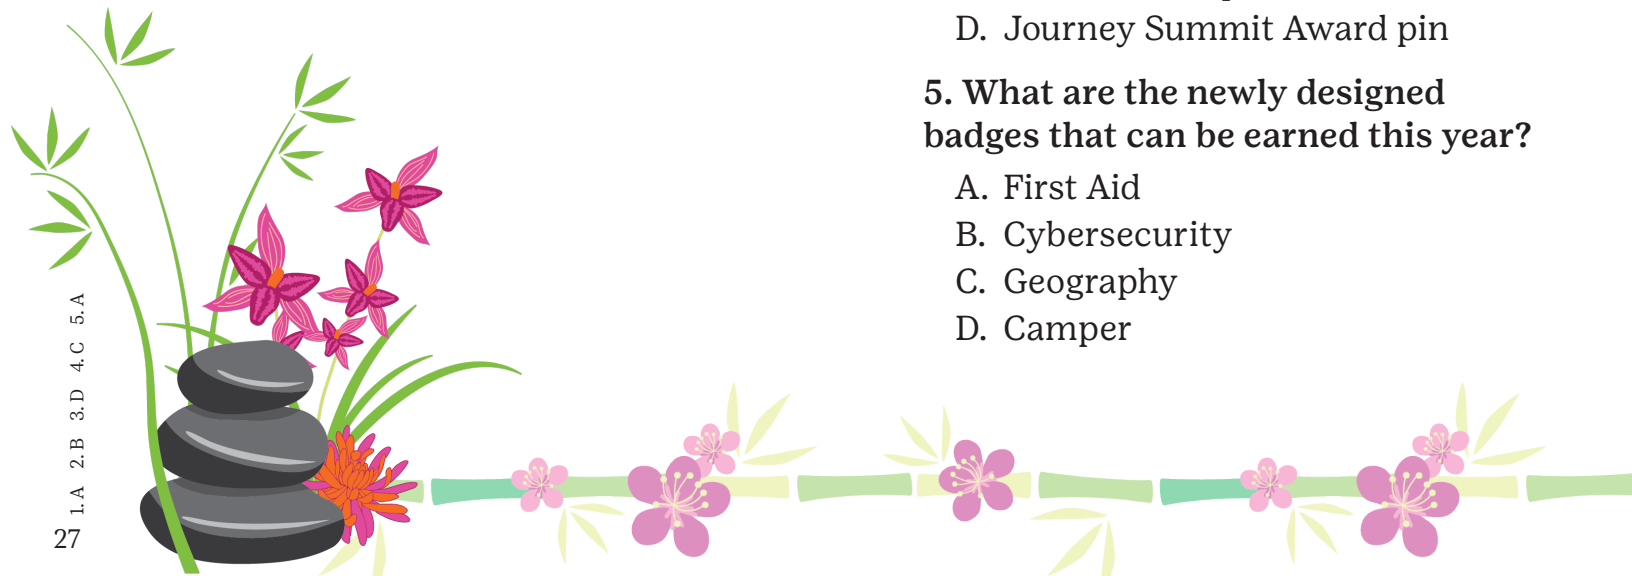 D. Journey Summit Award pin
5. What are the newly designed
badges that can be earned this year?
A. First Aid
B. Cybersecurity
C. Geography
D. Camper
1. A 2. B 3. D 4. C 5. A
27